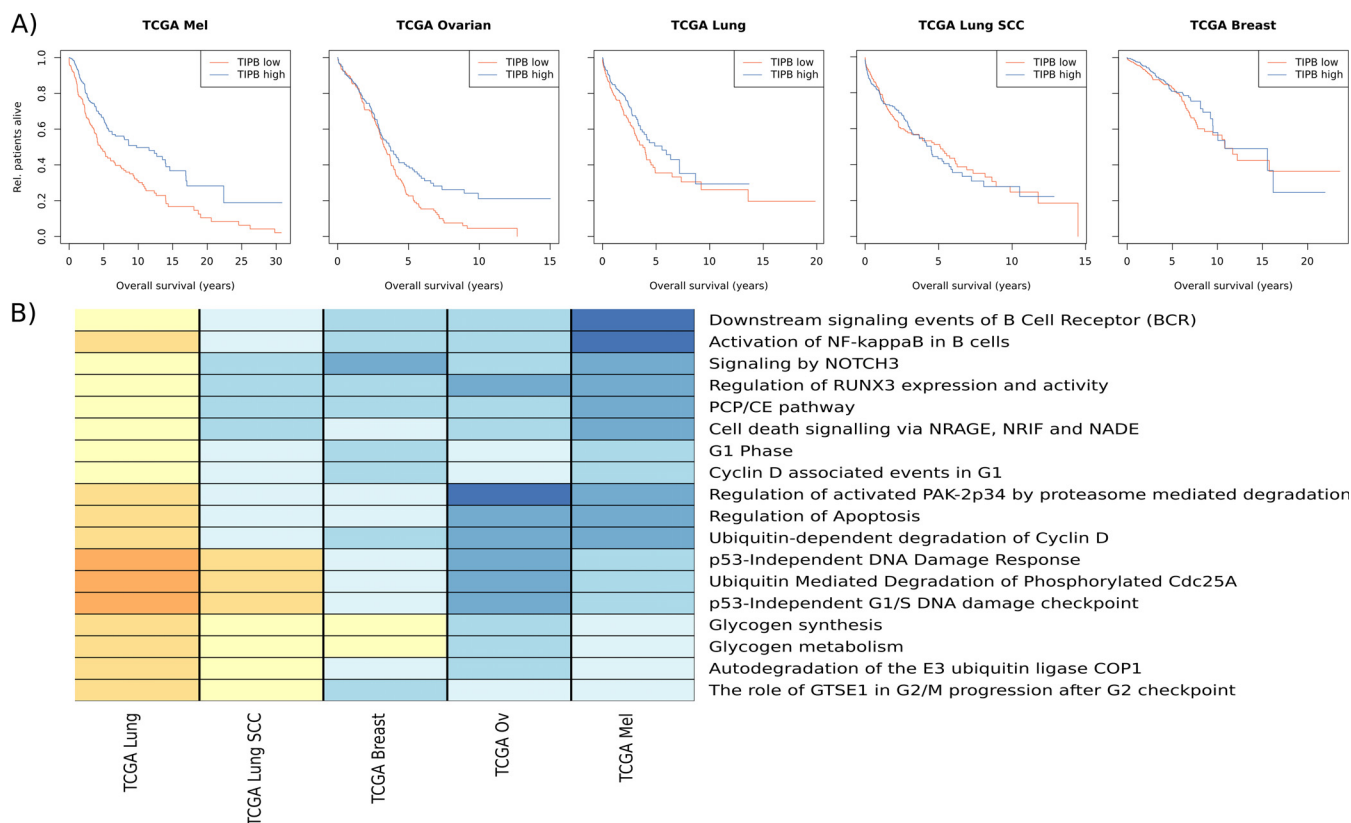 A)
TCGA Mel
TCGA Ovarian
TCGA Lung
TCGA Lung SCC
TCGA Breast
Rel. patients alive
1.0
0.8
0.6
0.4
0.2
0.0
TIPB low
TIPB high
0 5 10 15 20 25 30
Overall survival (years)
TIPB low
TIPB high
0 5 10 15
Overall survival (years)
TIPB low
TIPB high
0 5 10 15 20
Overall survival (years)
TIPB low
TIPB high
0 5 10 15
Overall survival (years)
TIPB low
TIPB high
0 5 10 15 20
Overall survival (years)
B)
Downstream signaling events of B Cell Receptor (BCR)
Activation of NF-kappaB in B cells
Signaling by NOTCH3
Regulation of RUNX3 expression and activity
PCP/CE pathway
Cell death signalling via NRAGE, NRIF and NADE
G1 Phase
Cyclin D associated events in G1
Regulation of activated PAK-2p34 by proteasome mediated degradation
Regulation of Apoptosis
Ubiquitin-dependent degradation of Cyclin D
p53-Independent DNA Damage Response
Ubiquitin Mediated Degradation of Phosphorylated Cdc25A
p53-Independent G1/S DNA damage checkpoint
Glycogen synthesis
Glycogen metabolism
Autodegradation of the E3 ubiquitin ligase COP1
The role of GTSE1 in G2/M progression after G2 checkpoint
TCGA Lung
TCGA Lung SCC
TCGA Breast
TCGA Ov
TCGA Mel